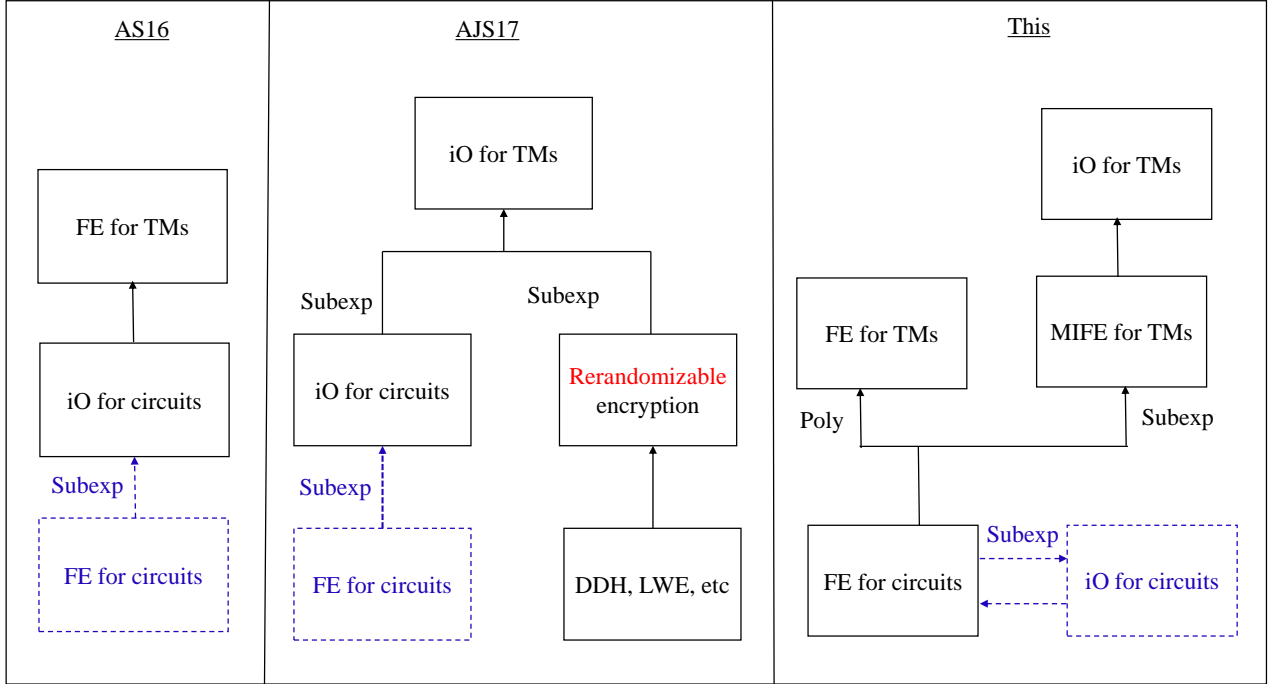 AS16
FE for TMs
iO for circuits
Subexp
FE for circuits
AJS17
iO for TMs
Subexp
Subexp
iO for circuits
Rerandomizable
encryption
Subexp
FE for circuits
DDH, LWE, etc
This
iO for TMs
FE for TMs
MIFE for TMs
Poly
Subexp
Subexp
FE for circuits
iO for circuits